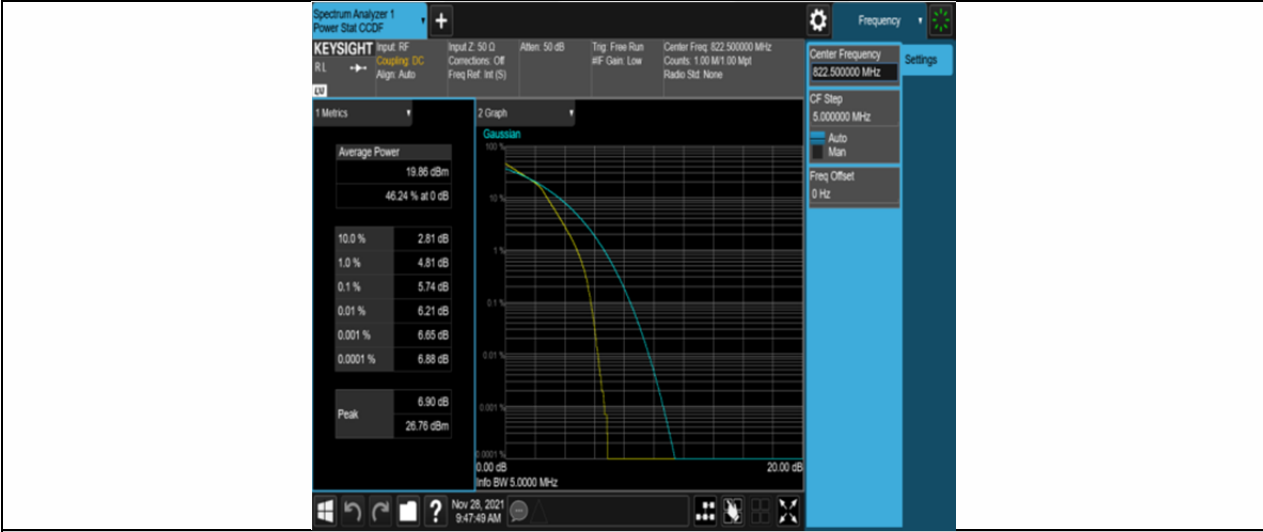 Spectrum Analyzer 1
Power Stat CCDF
+
Frequency
KEYSIGHT
RL
LV
Input: RF
Coupling: DC
Align: Auto
Input Z: 50 Ω
Corrections: Off
Freq Ref: Int (S)
Atten: 50 dB
Trig: Free Run
#IF Gain: Low
Center Freq: 822.500000 MHz
Counts: 1.00 M/1.00 Mpt
Radio Std: None
Center Frequency
822.500000 MHz
Settings
CF Step
5.000000 MHz
Auto
Man
Freq Offset
0 Hz
1 Metrics
Average Power
19.86 dBm
46.24 % at 0 dB
10.0 % 2.81 dB
1.0 % 4.81 dB
0.1 % 5.74 dB
0.01 % 6.21 dB
0.001 % 6.65 dB
0.0001 % 6.88 dB
Peak
6.90 dB
26.76 dBm
2 Graph
Gaussian
100 %
10 %
1 %
0.1 %
0.01 %
0.001 %
0.0001 %
0.00 dB 20.00 dB
Info BW 5.0000 MHz
?
Nov 28, 2021
9:47:49 AM